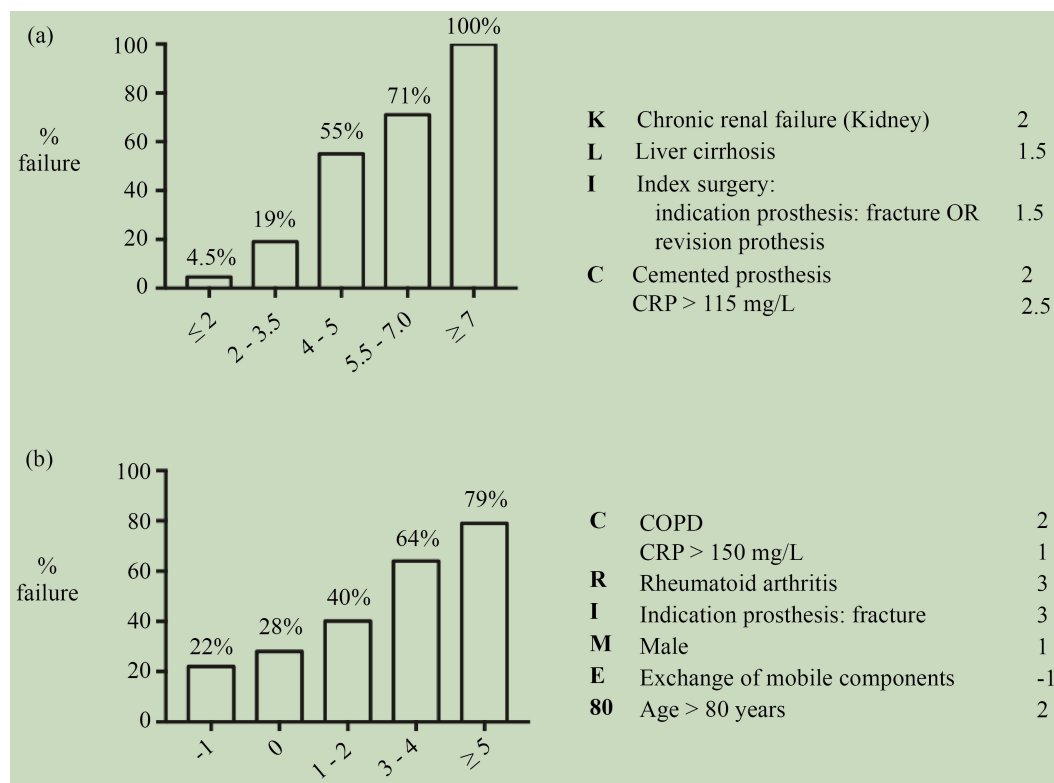 (a)
100%
71%
55%
19%
4.5%
100
80
60
40
20
0
%
failure
≤ 2
2 - 3.5
4 - 5
5.5 - 7.0
≥ 7
K Chronic renal failure (Kidney) 2
L Liver cirrhosis 1.5
I Index surgery:
indication prosthesis: fracture OR 1.5
revision prothesis
C Cemented prosthesis 2
CRP > 115 mg/L 2.5
(b)
79%
64%
40%
28%
22%
100
80
60
40
20
0
%
failure
-1
0
1 - 2
3 - 4
≥ 5
C COPD 2
CRP > 150 mg/L 1
R Rheumatoid arthritis 3
I Indication prosthesis: fracture 3
M Male 1
E Exchange of mobile components -1
80 Age > 80 years 2